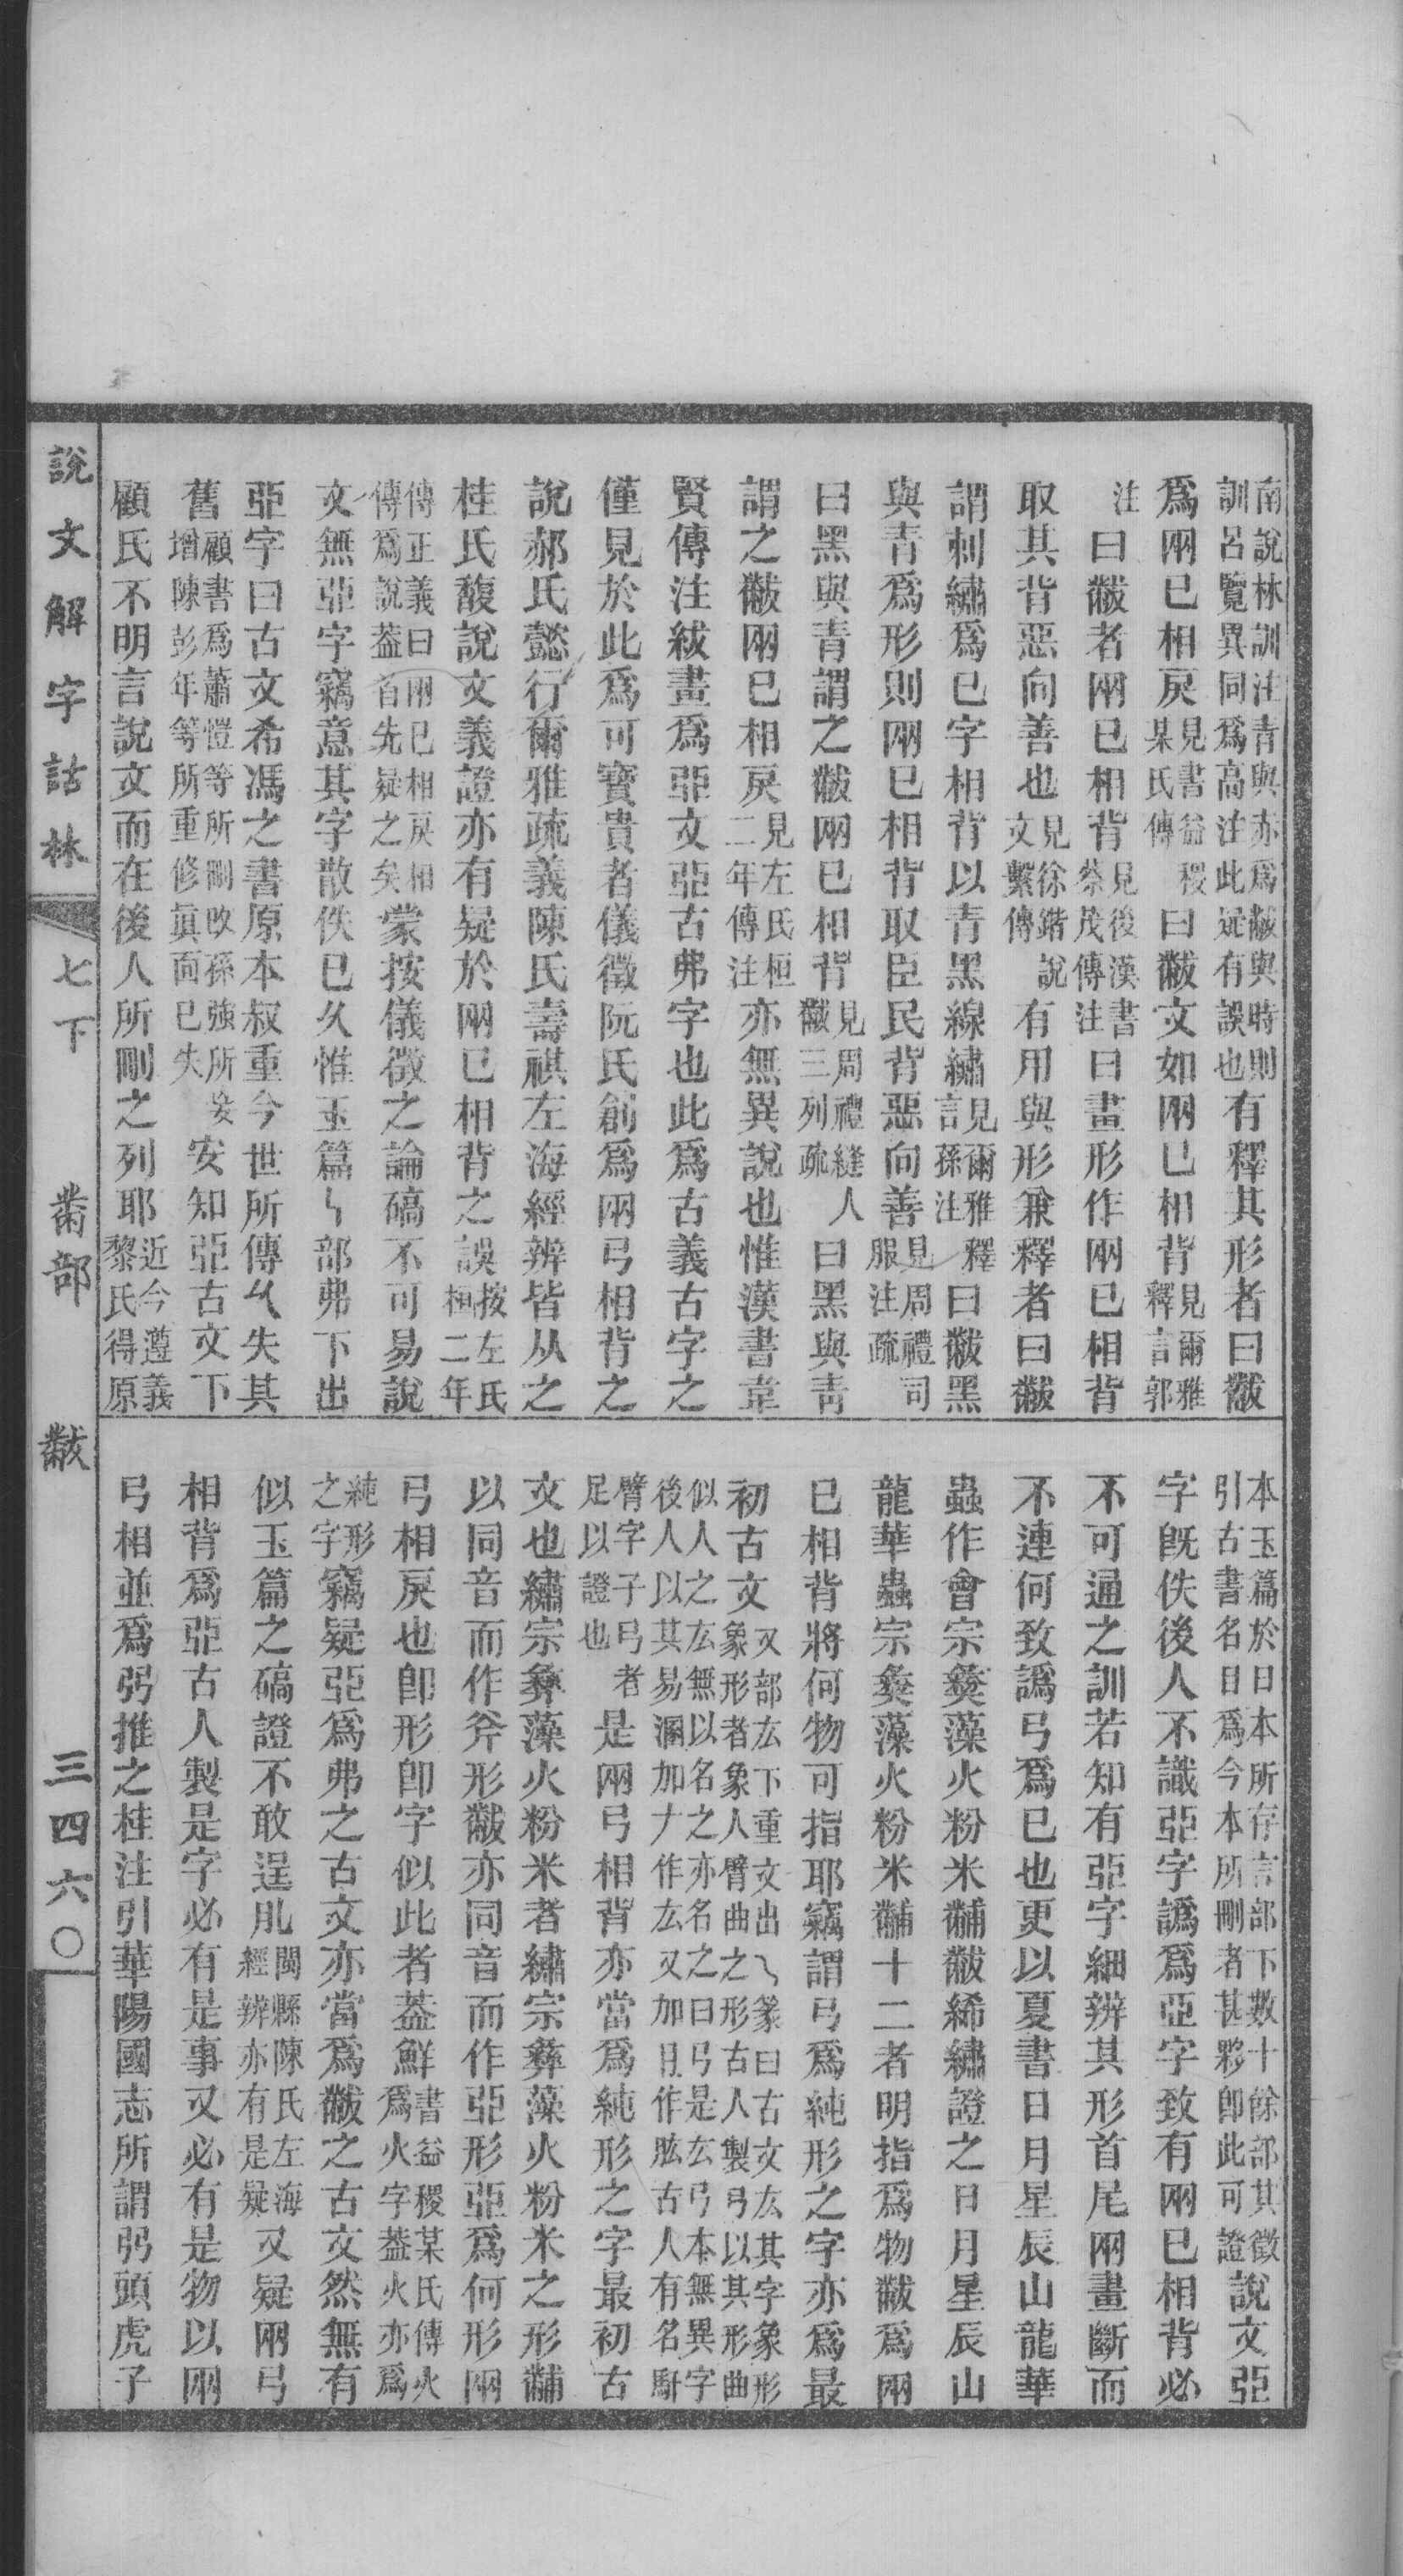 南說林訓注青與亦爲黻與時則
訓呂覽異同爲高注此疑有誤也
有釋其形者曰黻
爲兩已相戾
見書益稷
某氏傳
曰黻文如兩已相背
見爾雅
釋言郭
注
曰黻者兩已相背
見後漢書
蔡茂傳注
曰畫形作兩已相背
取其背惡向善也
見徐鍇說
文繫傳
有用與形兼釋者曰黻
謂刺繡爲已字相背以青黑線繡
見爾雅釋
言孫注
曰黻黑
與青爲形則兩已相背取臣民背惡向善
見周禮司
服注疏
曰黑與青謂之黻兩已相背
見周禮縫人
黻三列疏
曰黑與青
謂之黻兩已相戾
見左氏桓
二年傳注
亦無異說也惟漢書韋
賢傳注紱畫爲亞文亞古弗字也此爲古義古字之
僅見於此爲可寶貴者儀徵阮氏創爲兩弓相背之
說郝氏懿行爾雅疏義陳氏壽祺左海經辨皆从之
桂氏馥說文義證亦有疑於兩已相背之誤
按左氏
桓二年
傳正義曰兩已相戾相
傳爲說葢首先疑之矣
蒙按儀徵之論碻不可易說
文無亞字竊意其字散佚已久惟玉篇乁部弗下出
亞字曰古文希馮之書原本叔重今世所傳久失其
舊
顧書爲蕭愷等所刪改孫強所
增陳彭年等所重修眞面已失
安知亞古文下
顧氏不明言說文而在後人所刪之列耶
近今遵義
黎氏得原
本玉篇於日本所存言部下數十餘部其徵
引古書名目爲今本所刪者甚夥卽此可證
說文亞
字旣佚後人不識亞字譌爲亞字致有兩已相背必
不可通之訓若知有亞字細辨其形首尾兩畫斷而
不連何致譌弓爲已也更以夏書日月星辰山龍華
蟲作會宗彝藻火粉米黼黻絺繡證之日月星辰山
龍華蟲宗彝藻火粉米黼十二者明指爲物黻爲兩
已相背將何物可指耶竊謂弓爲純形之字亦爲最
初古文
又部厷下重文出乀篆曰古文厷其字象形
象形者象人臂曲之形古人製弓以其形曲
似人之厷無以名之亦名之曰弓是厷弓本無異字
後人以其易溷加𠂇作厷又加月作肱古人有名馯
臂字子弓者
足以證也
是兩弓相背亦當爲純形之字最初古
文也繡宗彝藻火粉米者繡宗彝藻火粉米之形黼
以同音而作斧形黻亦同音而作亞形亞爲何形兩
弓相戾也卽形卽字似此者葢鮮
書益稷某氏傳火
爲火字葢火亦爲
純形
之字
竊疑亞爲弗之古文亦當爲黻之古文然無有
似玉篇之碻證不敢逞肊
閩縣陳氏左海
經辨亦有是疑
又疑兩弓
相背爲亞古人製是字必有是事又必有是物以兩
弓相並爲弜推之桂注引華陽國志所謂弜頭虎子
說文解字詁林
七下
黹部
黻
三四六〇